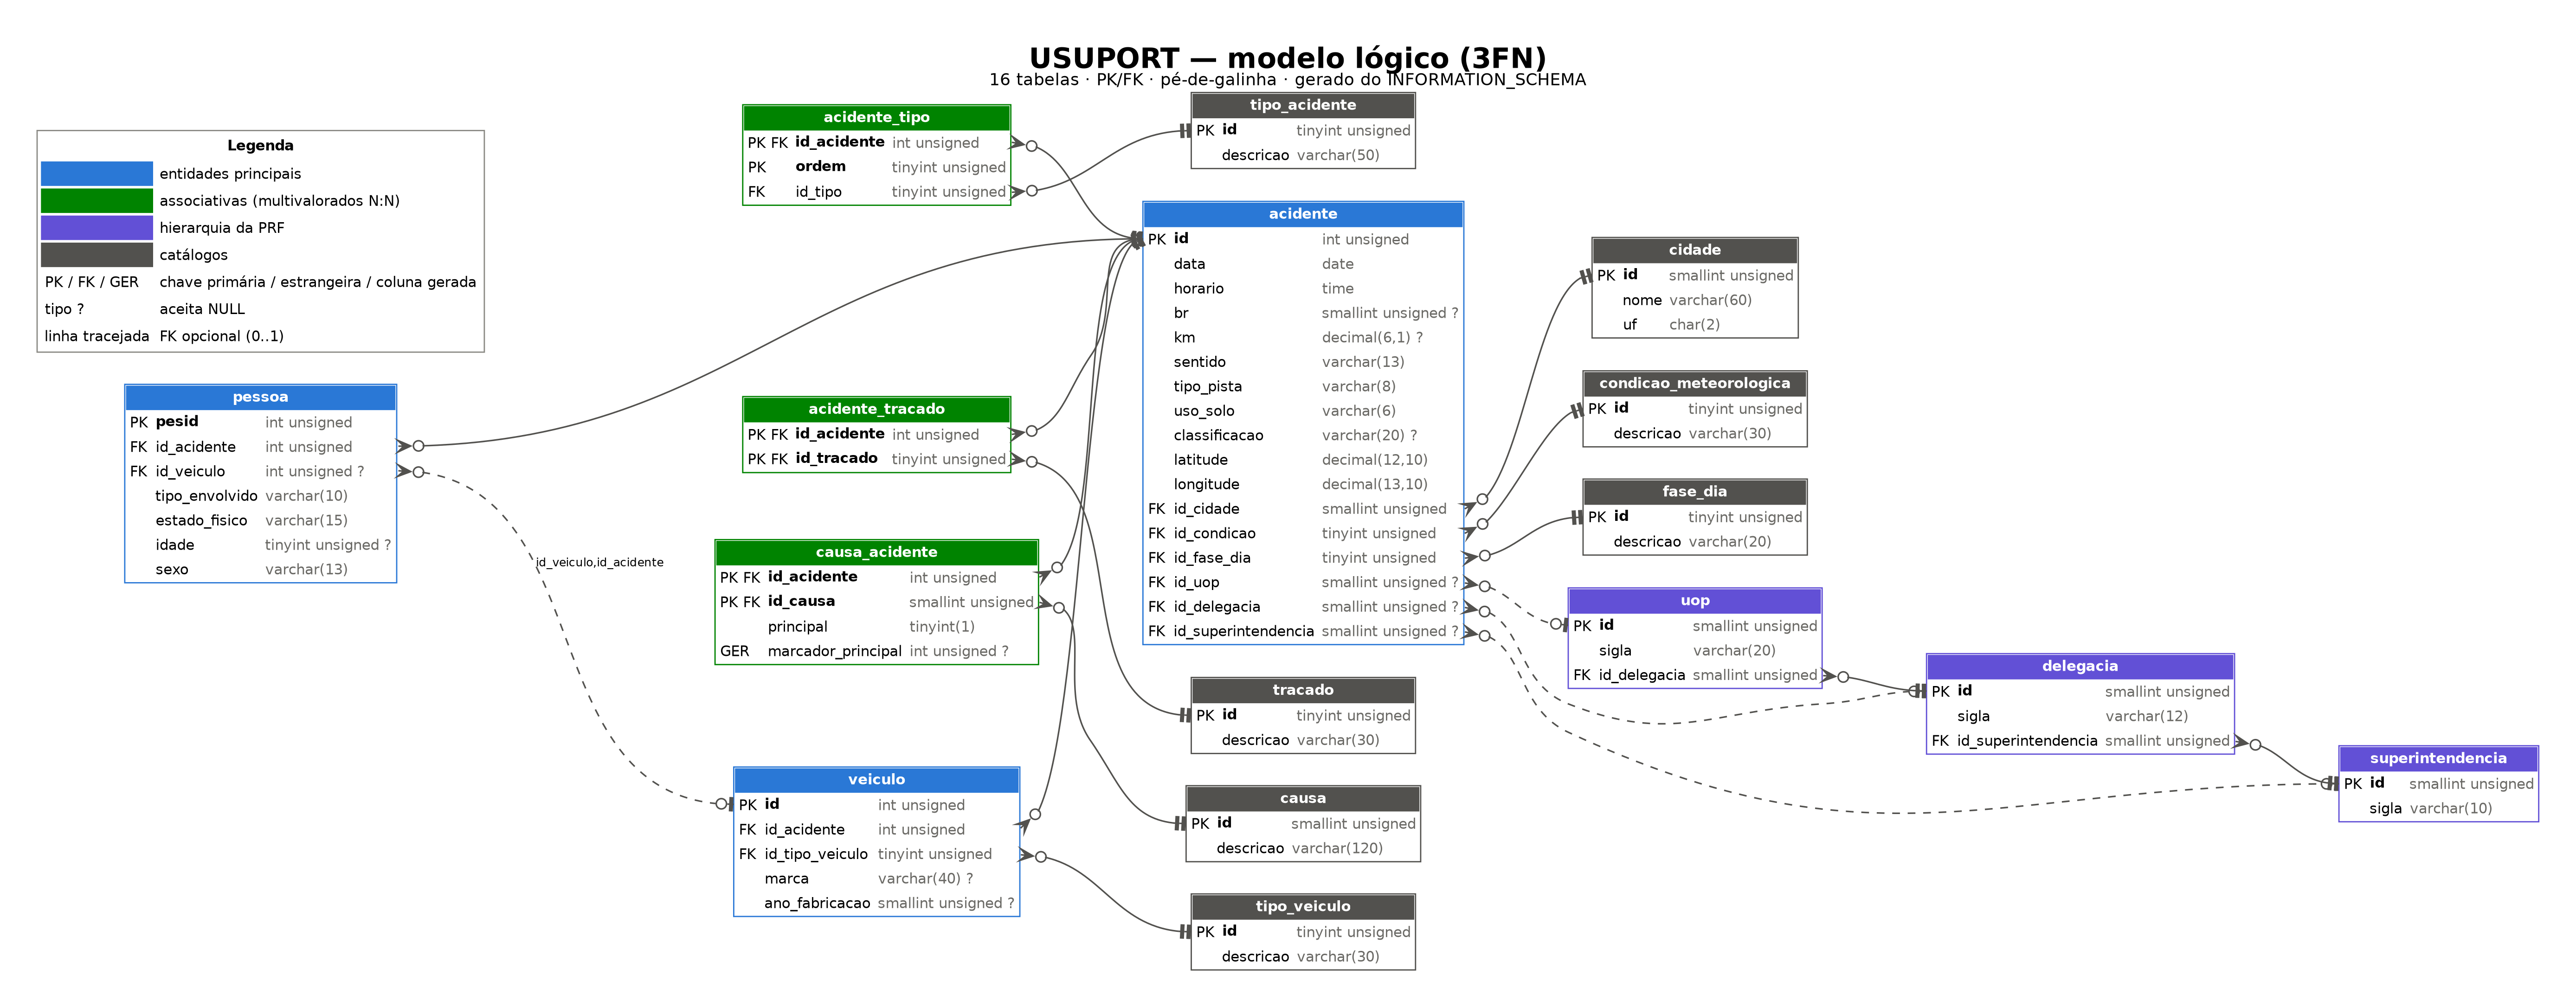 USUPORT — modelo lógico (3FN)
16 tabelas · PK/FK · pé-de-galinha · gerado do INFORMATION_SCHEMA
Legenda
entidades principais
associativas (multivalorados N:N)
hierarquia da PRF
catálogos
PK / FK / GER chave primária / estrangeira / coluna gerada
tipo ? aceita NULL
linha tracejada FK opcional (0..1)
pessoa
PK pesid int unsigned
FK id_acidente int unsigned
FK id_veiculo int unsigned ?
tipo_envolvido varchar(10)
estado_fisico varchar(15)
idade tinyint unsigned ?
sexo varchar(13)
id_veiculo,id_acidente
acidente_tipo
PK FK id_acidente int unsigned
PK ordem tinyint unsigned
FK id_tipo tinyint unsigned
acidente_tracado
PK FK id_acidente int unsigned
PK FK id_tracado tinyint unsigned
causa_acidente
PK FK id_acidente int unsigned
PK FK id_causa smallint unsigned
principal tinyint(1)
GER marcador_principal int unsigned ?
veiculo
PK id int unsigned
FK id_acidente int unsigned
FK id_tipo_veiculo tinyint unsigned
marca varchar(40) ?
ano_fabricacao smallint unsigned ?
tipo_acidente
PK id tinyint unsigned
descricao varchar(50)
acidente
PK id int unsigned
data date
horario time
br smallint unsigned ?
km decimal(6,1) ?
sentido varchar(13)
tipo_pista varchar(8)
uso_solo varchar(6)
classificacao varchar(20) ?
latitude decimal(12,10)
longitude decimal(13,10)
FK id_cidade smallint unsigned
FK id_condicao tinyint unsigned
FK id_fase_dia tinyint unsigned
FK id_uop smallint unsigned ?
FK id_delegacia smallint unsigned ?
FK id_superintendencia smallint unsigned ?
tracado
PK id tinyint unsigned
descricao varchar(30)
causa
PK id smallint unsigned
descricao varchar(120)
tipo_veiculo
PK id tinyint unsigned
descricao varchar(30)
cidade
PK id smallint unsigned
nome varchar(60)
uf char(2)
condicao_meteorologica
PK id tinyint unsigned
descricao varchar(30)
fase_dia
PK id tinyint unsigned
descricao varchar(20)
uop
PK id smallint unsigned
sigla varchar(20)
FK id_delegacia smallint unsigned
delegacia
PK id smallint unsigned
sigla varchar(12)
FK id_superintendencia smallint unsigned
superintendencia
PK id smallint unsigned
sigla varchar(10)